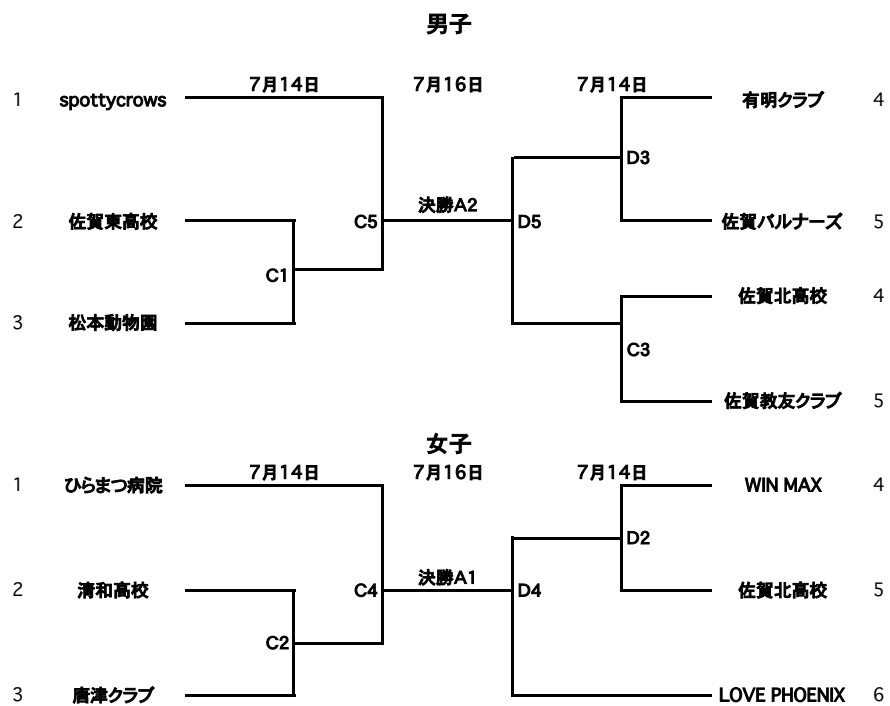 男子
7月14日 7月16日 7月14日
1 spottycrows 有明クラブ 4
D3
決勝A2
2 佐賀東高校 C5 D5 佐賀バルナーズ 5
C1
佐賀北高校 4
3 松本動物園
C3
佐賀教友クラブ 5
女子
7月14日 7月16日 7月14日
1 ひらまつ病院 WIN MAX 4
D2
決勝A1
2 清和高校 C4 D4 佐賀北高校 5
C2
3 唐津クラブ LOVE PHOENIX 6